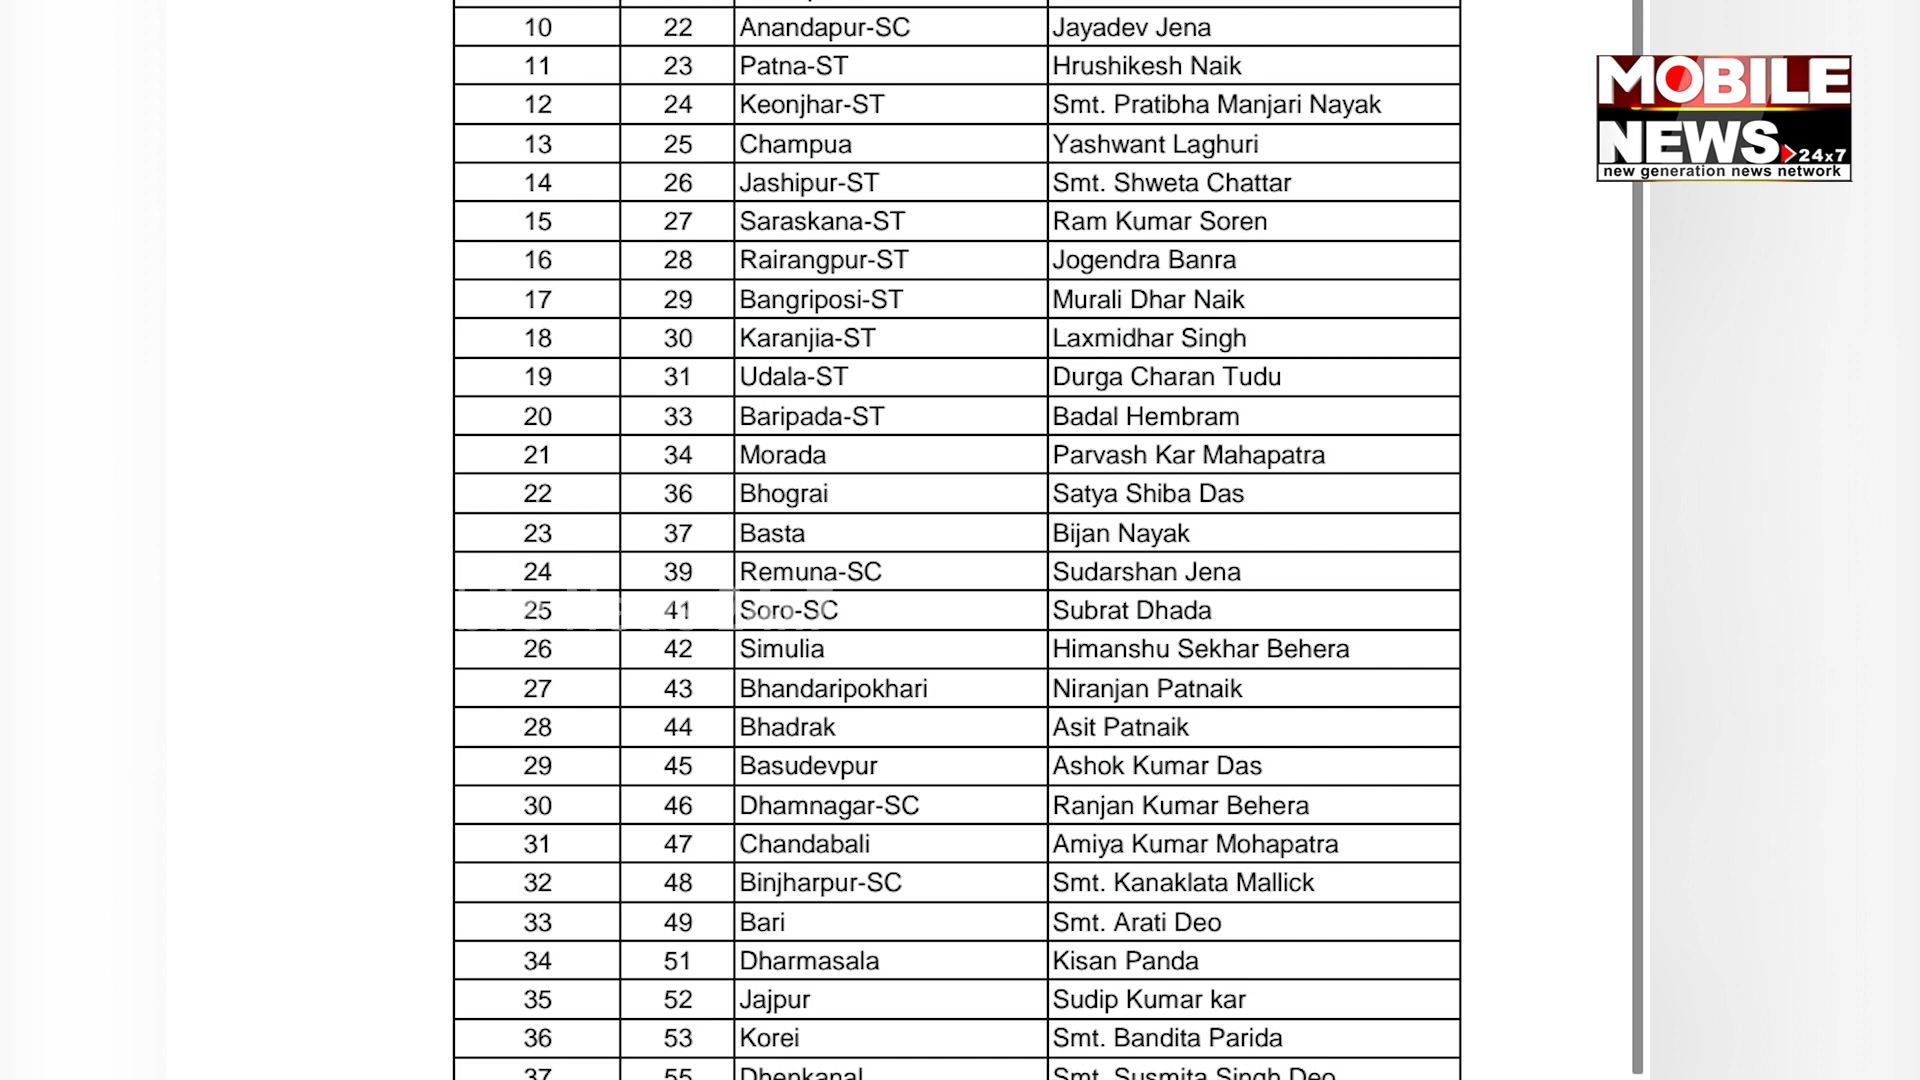 10 22 Anandapur-SC Jayadev Jena
11 23 Patna-ST Hrushikesh Naik
12 24 Keonjhar-ST Smt. Pratibha Manjari Nayak
13 25 Champua Yashwant Laghuri
14 26 Jashipur-ST Smt. Shweta Chattar
15 27 Saraskana-ST Ram Kumar Soren
16 28 Rairangpur-ST Jogendra Banra
17 29 Bangriposi-ST Murali Dhar Naik
18 30 Karanjia-ST Laxmidhar Singh
19 31 Udala-ST Durga Charan Tudu
20 33 Baripada-ST Badal Hembram
21 34 Morada Parvash Kar Mahapatra
22 36 Bhograi Satya Shiba Das
23 37 Basta Bijan Nayak
24 39 Remuna-SC Sudarshan Jena
25 41 Soro-SC Subrat Dhada
26 42 Simulia Himanshu Sekhar Behera
27 43 Bhandaripokhari Niranjan Patnaik
28 44 Bhadrak Asit Patnaik
29 45 Basudevpur Ashok Kumar Das
30 46 Dhamnagar-SC Ranjan Kumar Behera
31 47 Chandabali Amiya Kumar Mohapatra
32 48 Binjharpur-SC Smt. Kanaklata Mallick
33 49 Bari Smt. Arati Deo
34 51 Dharmasala Kisan Panda
35 52 Jajpur Sudip Kumar kar
36 53 Korei Smt. Bandita Parida
37 55 Dhenkanal Smt. Susmita Singh Deo
MOBILE
NEWS 24x7
new generation news network